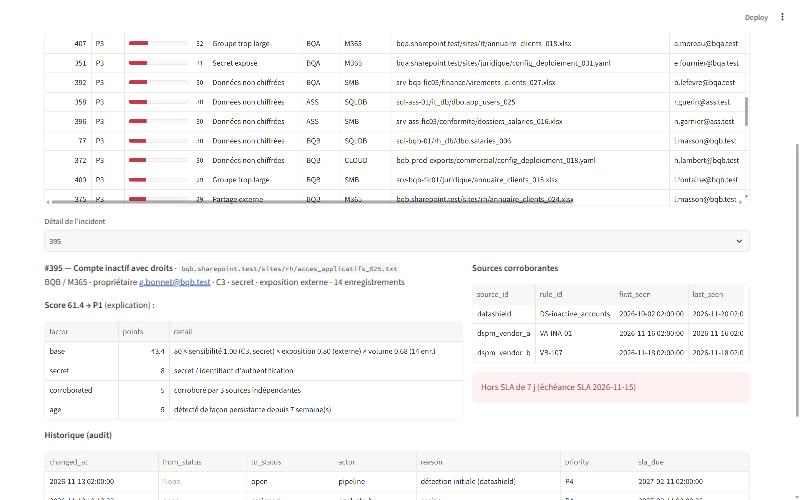 Deploy
407 P3 32 Groupe trop large BQA M365 bqa.sharepoint.test/sites/it/annuaire_clients_018.xlsx a.moreau@bqa.test
351 P3 31 Secret exposé BQA M365 bqa.sharepoint.test/sites/juridique/config_deploiement_031.yaml e.fournier@bqa.test
392 P3 30 Données non chiffrées BQA SMB srv-bqa-fic03/finance/virements_clients_027.xlsx b.lefevre@bqa.test
358 P3 30 Données non chiffrées ASS SQLDB sql-ass-01/it_db/dbo.app_users_025 r.guerin@ass.test
396 P3 30 Données non chiffrées ASS SMB srv-ass-fic03/conformite/dossiers_salaries_016.xlsx n.garnier@ass.test
77 P3 30 Données non chiffrées BQB SQLDB sql-bqb-01/rh_db/dbo.salaries_006 l.masson@bqb.test
372 P3 30 Données non chiffrées BQB CLOUD bqb-prod-exports/commercial/config_deploiement_018.yaml h.lambert@bqb.test
409 P3 29 Groupe trop large BQB SMB srv-bqb-fic01/juridique/annuaire_clients_015.xlsx i.fontaine@bqb.test
375 P3 29 Partage externe BQB M365 bqb.sharepoint.test/sites/rh/annuaire_clients_024.xlsx l.masson@bqb.test
Détail de l'incident
395
#395 — Compte inactif avec droits · bqb.sharepoint.test/sites/rh/acces_applicatifs_025.txt
BQB / M365 · propriétaire g.bonnet@bqb.test · C3 · secret · exposition externe · 14 enregistrements
Score 61.4 → P1 (explication) :
factor points detail
base 43.4 80 × sensibilité 1.00 (C3, secret) × exposition 0.80 (externe) × volume 0.68 (14 enr.)
secret 8 secret / identifiant d'authentification
corroborated 5 corroboré par 3 sources indépendantes
age 5 détecté de façon persistante depuis 7 semaine(s)
Sources corroborantes
source_id rule_id first_seen last_seen
datashield DS-inactive_accounts 2026-10-02 02:00:00 2026-11-20 02:0
dspm_vendor_a VA-INA-01 2026-11-16 02:00:00 2026-11-16 02:0
dspm_vendor_b VB-107 2026-11-18 02:00:00 2026-11-18 02:0
Hors SLA de 7 j (échéance SLA 2026-11-15)
Historique (audit)
changed_at from_status to_status actor reason priority sla_due
2026-11-13 02:00:00 None open pipeline détection initiale (datashield) P4 2027-02-11 02:00:00